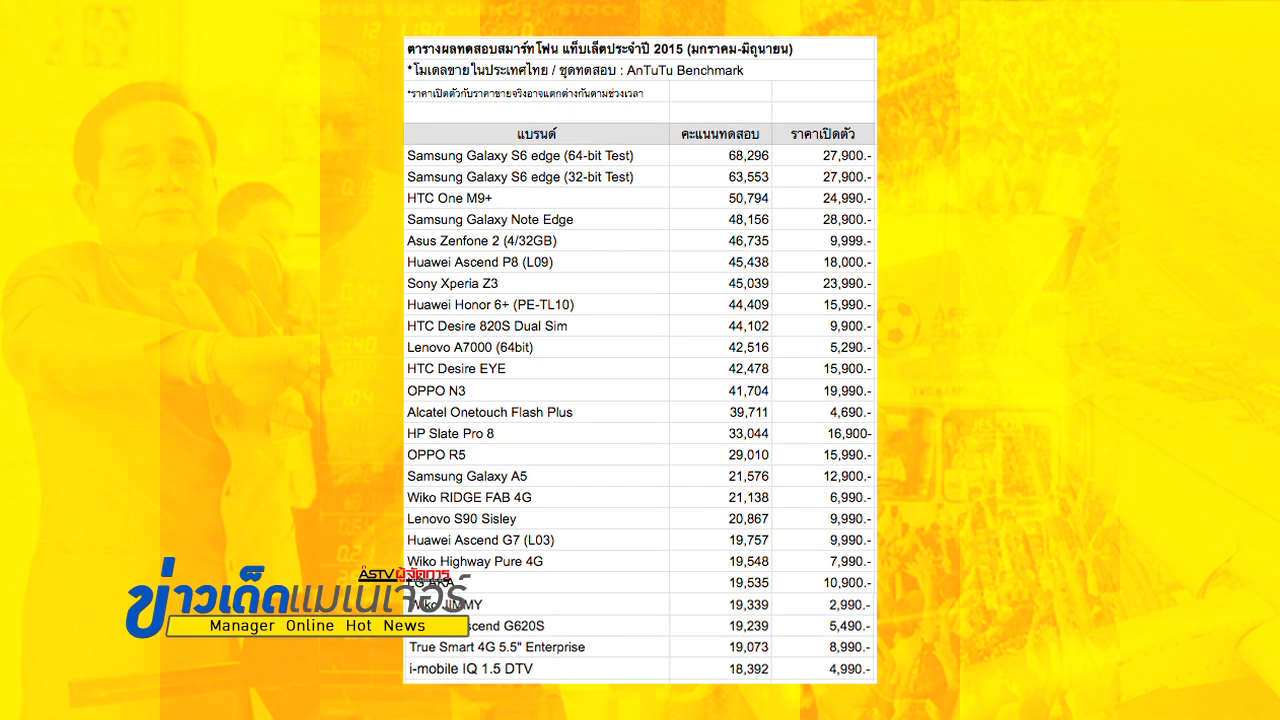 ตารางผลทดสอบสมาร์ทโฟน แท็บเล็ตประจำปี 2015 (มกราคม-มิถุนายน)
*โมเดลขายในประเทศไทย / ชุดทดสอบ : AnTuTu Benchmark
*ราคาเปิดตัวกับราคาขายจริงอาจแตกต่างกันตามช่วงเวลา
แบรนด์ คะแนนทดสอบ ราคาเปิดตัว
Samsung Galaxy S6 edge (64-bit Test) 68,296 27,900.-
Samsung Galaxy S6 edge (32-bit Test) 63,553 27,900.-
HTC One M9+ 50,794 24,990.-
Samsung Galaxy Note Edge 48,156 28,900.-
Asus Zenfone 2 (4/32GB) 46,735 9,999.-
Huawei Ascend P8 (L09) 45,438 18,000.-
Sony Xperia Z3 45,039 23,990.-
Huawei Honor 6+ (PE-TL10) 44,409 15,990.-
HTC Desire 820S Dual Sim 44,102 9,900.-
Lenovo A7000 (64bit) 42,516 5,290.-
HTC Desire EYE 42,478 15,900.-
OPPO N3 41,704 19,990.-
Alcatel Onetouch Flash Plus 39,711 4,690.-
HP Slate Pro 8 33,044 16,900-
OPPO R5 29,010 15,990.-
Samsung Galaxy A5 21,576 12,900.-
Wiko RIDGE FAB 4G 21,138 6,990.-
Lenovo S90 Sisley 20,867 9,990.-
Huawei Ascend G7 (L03) 19,757 9,990.-
Wiko Highway Pure 4G 19,548 7,990.-
LG AKA 19,535 10,900.-
Wiko JIMMY 19,339 2,990.-
scend G620S 19,239 5,490.-
True Smart 4G 5.5" Enterprise 19,073 8,990.-
i-mobile IQ 1.5 DTV 18,392 4,990.-
ASTV ผู้จัดการ
ข่าวเด็ดแมเนเจอร์
Manager Online Hot News